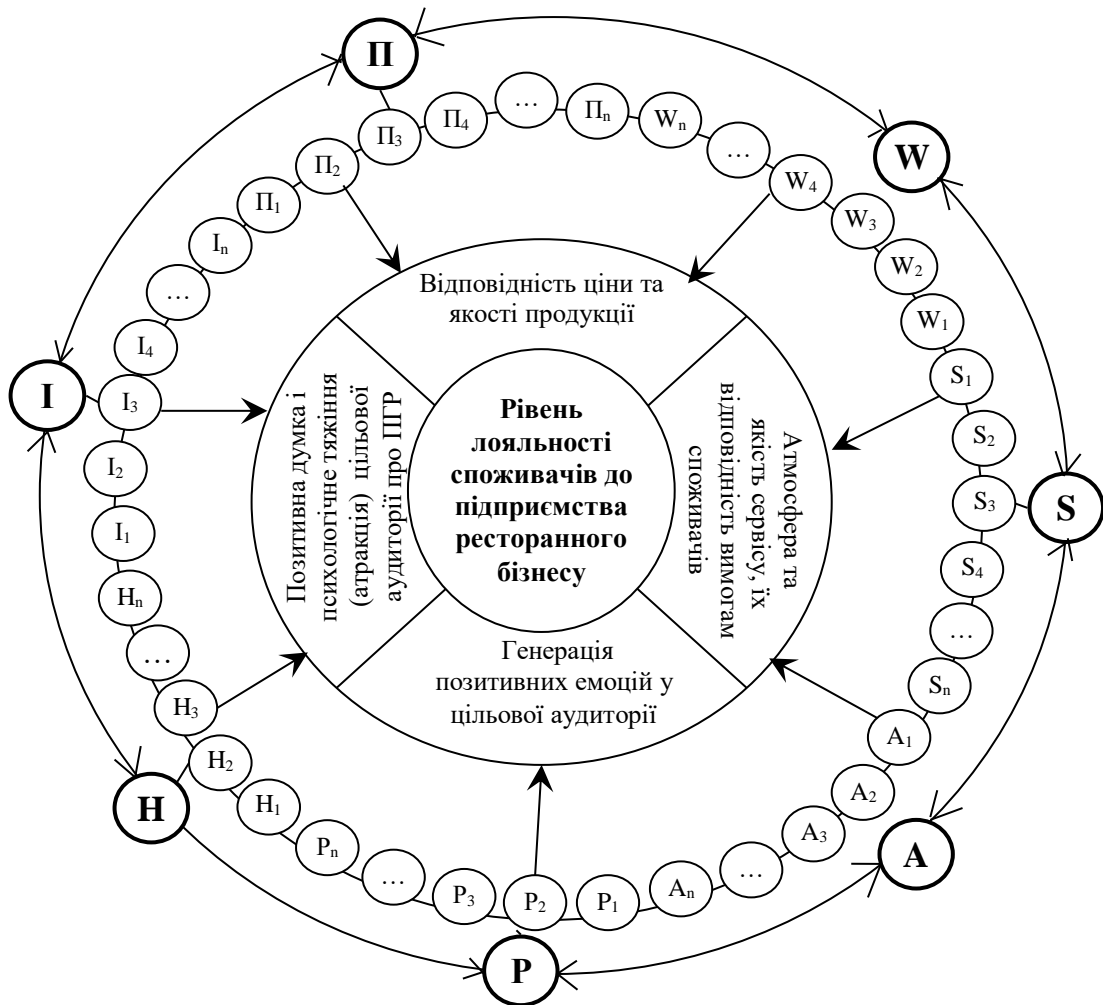 П
W
S
A
P
H
I
П₁
П₂
П₃
П₄
…
Пₙ
Wₙ
…
W₄
W₃
W₂
W₁
S₁
S₂
S₃
S₄
…
Sₙ
A₁
A₂
A₃
…
Aₙ
P₁
P₂
P₃
…
Pₙ
H₁
H₂
H₃
…
Hₙ
I₁
I₂
I₃
I₄
…
Iₙ
Відповідність ціни та
якості продукції
Атмосфера та
якість сервісу, їх
відповідність вимогам
споживачів
Генерація
позитивних емоцій у
цільової аудиторії
Позитивна думка і
психологічне тяжіння
(атракція) цільової
аудиторії про ПГР
Рівень
лояльності
споживачів до
підприємства
ресторанного
бізнесу